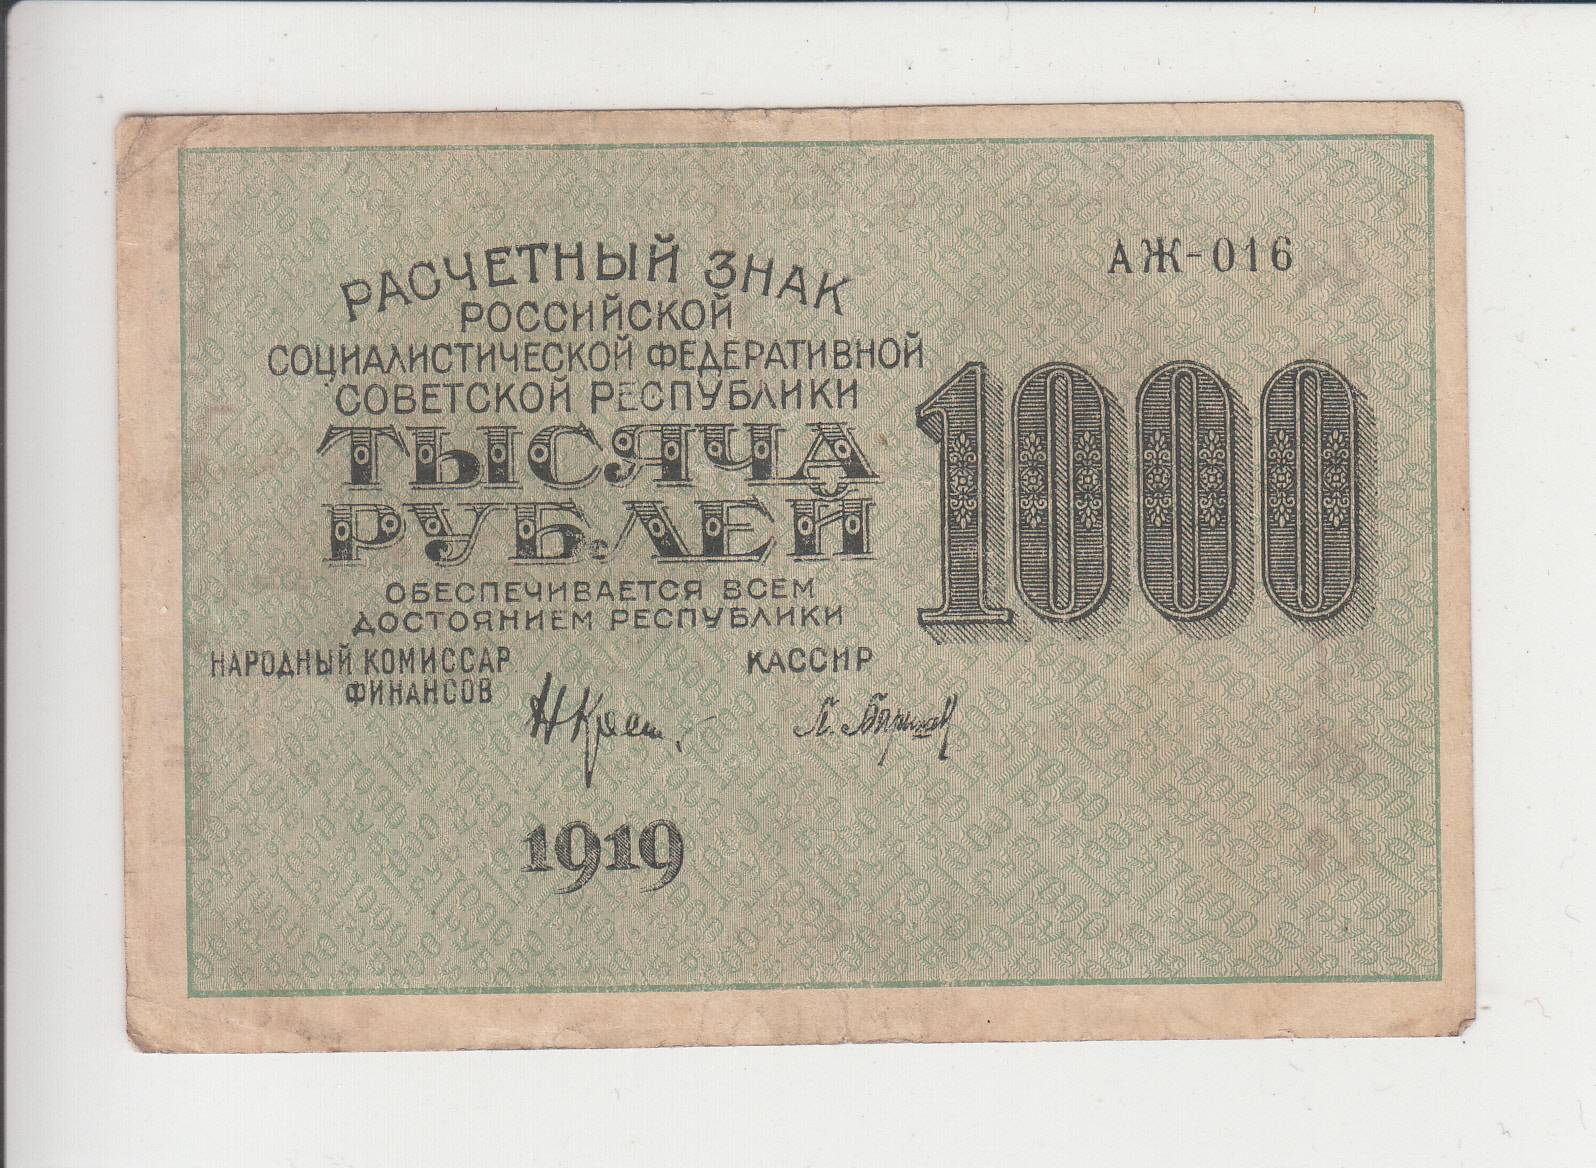 РАСЧЕТНЫЙ ЗНАК
РОССИЙСКОЙ
СОЦИАЛИСТИЧЕСКОЙ ФЕДЕРАТИВНОЙ
СОВЕТСКОЙ РЕСПУБЛИКИ
ТЫСЯЧА
РУБЛЕЙ
ОБЕСПЕЧИВАЕТСЯ ВСЕМ
ДОСТОЯНИЕМ РЕСПУБЛИКИ
НАРОДНЫЙ КОМИССАР
ФИНАНСОВ
КАССИР
1919
АЖ-016
1000